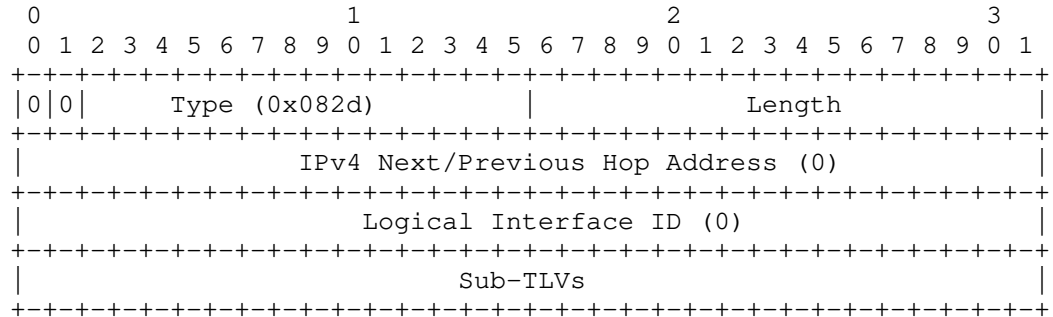 0                   1                   2                   3
 0 1 2 3 4 5 6 7 8 9 0 1 2 3 4 5 6 7 8 9 0 1 2 3 4 5 6 7 8 9 0 1
+-+-+-+-+-+-+-+-+-+-+-+-+-+-+-+-+-+-+-+-+-+-+-+-+-+-+-+-+-+-+-+-+
|0|0|     Type (0x082d)         |             Length            |
+-+-+-+-+-+-+-+-+-+-+-+-+-+-+-+-+-+-+-+-+-+-+-+-+-+-+-+-+-+-+-+-+
|                 IPv4 Next/Previous Hop Address (0)            |
+-+-+-+-+-+-+-+-+-+-+-+-+-+-+-+-+-+-+-+-+-+-+-+-+-+-+-+-+-+-+-+-+
|                     Logical Interface ID (0)                  |
+-+-+-+-+-+-+-+-+-+-+-+-+-+-+-+-+-+-+-+-+-+-+-+-+-+-+-+-+-+-+-+-+
|                           Sub-TLVs                            |
+-+-+-+-+-+-+-+-+-+-+-+-+-+-+-+-+-+-+-+-+-+-+-+-+-+-+-+-+-+-+-+-+